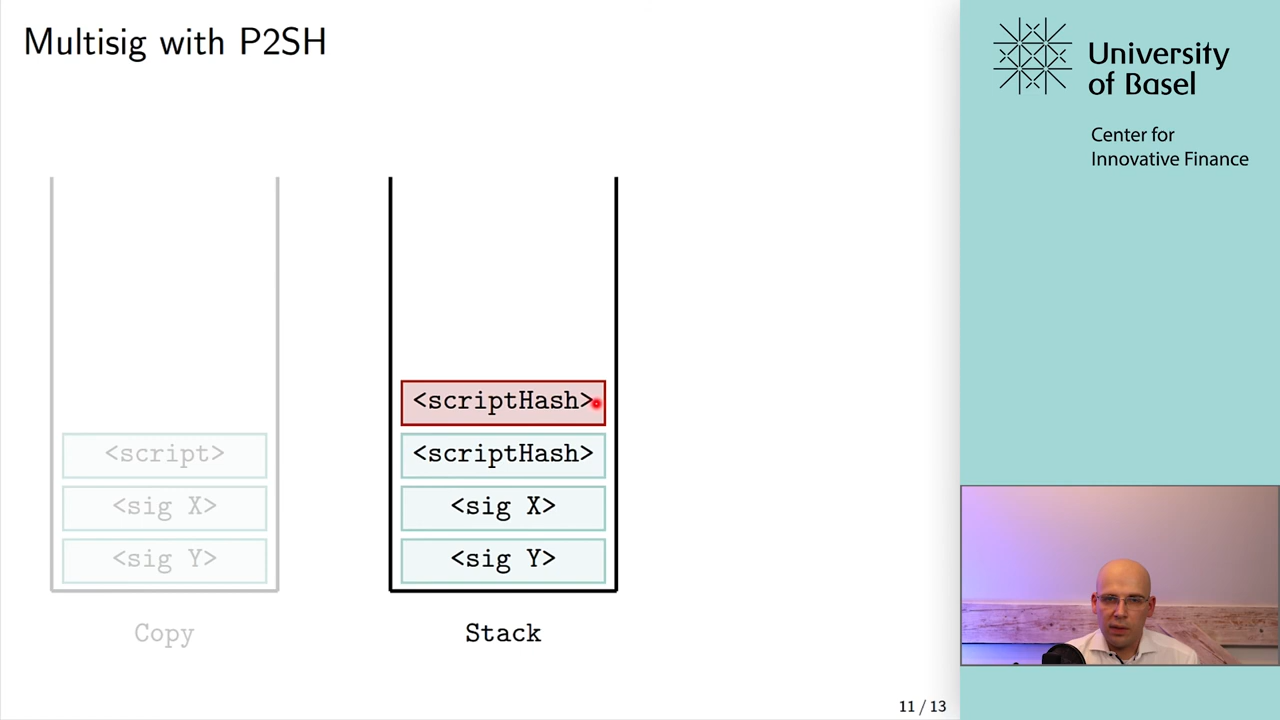 Multisig with P2SH
University
of Basel
Center for
Innovative Finance
<script>
<sig X>
<sig Y>
Copy
<scriptHash>
<scriptHash>
<sig X>
<sig Y>
Stack
11 / 13